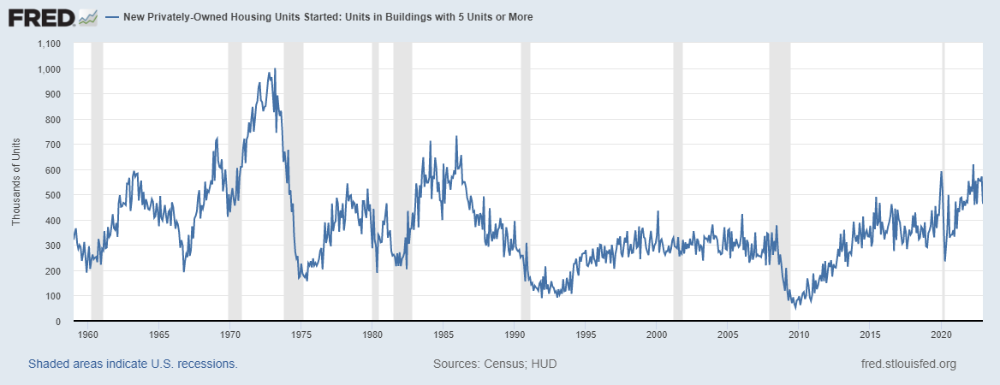 FRED
New Privately-Owned Housing Units Started: Units in Buildings with 5 Units or More
Thousands of Units
1,100
1,000
900
800
700
600
500
400
300
200
100
0
1960 1965 1970 1975 1980 1985 1990 1995 2000 2005 2010 2015 2020
Shaded areas indicate U.S. recessions. Sources: Census; HUD fred.stlouisfed.org